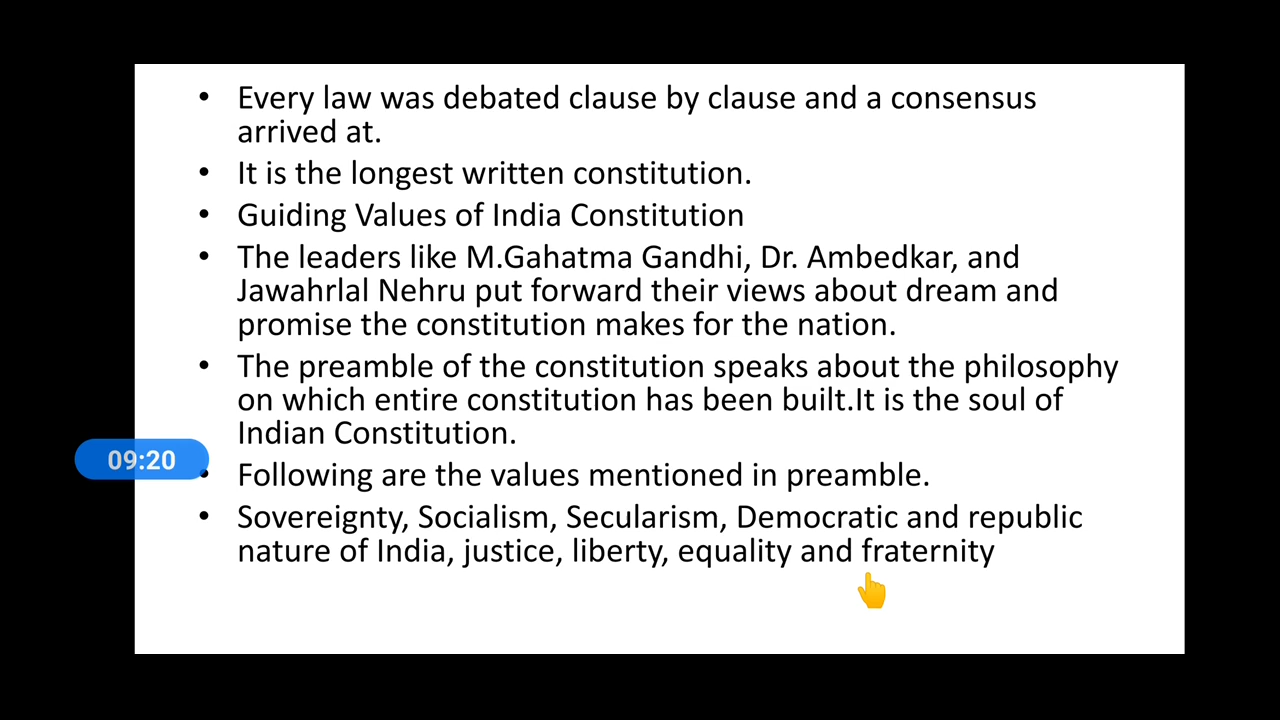 • Every law was debated clause by clause and a consensus
arrived at.
• It is the longest written constitution.
• Guiding Values of India Constitution
• The leaders like M.Gahatma Gandhi, Dr. Ambedkar, and
Jawahrlal Nehru put forward their views about dream and
promise the constitution makes for the nation.
• The preamble of the constitution speaks about the philosophy
on which entire constitution has been built.It is the soul of
Indian Constitution.
09:20
• Following are the values mentioned in preamble.
• Sovereignty, Socialism, Secularism, Democratic and republic
nature of India, justice, liberty, equality and fraternity